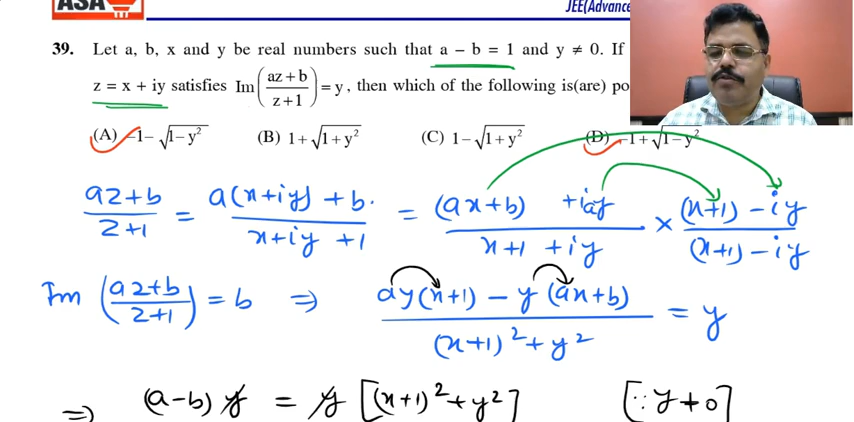 ASA
JEE(Advance
39. Let a, b, x and y be real numbers such that a − b = 1 and y ≠ 0. If
z = x + iy satisfies Im((az+b)/(z+1)) = y, then which of the following is(are) po
(A) −1−√(1−y²) (B) 1+√(1+y²) (C) 1−√(1+y²) (D) −1+√(1−y²)
(az+b)/(z+1) = (a(x+iy)+b.)/(x+iy+1) = ((ax+b) +iay)/(x+1 +iy) × ((x+1) −iy)/((x+1) −iy)
Im ((az+b)/(z+1)) = b ⇒ (ay(x+1) − y(ax+b))/((x+1)²+y²) = y
⇒ (a−b) y = y [(x+1)²+y²] [∵ y ≠ 0]